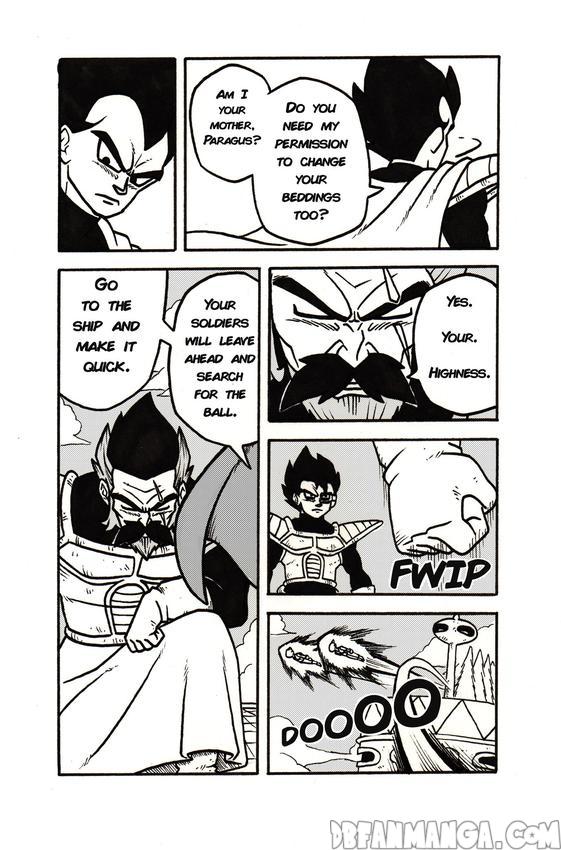 AM I
YOUR
MOTHER,
PARAGUS?
DO YOU
NEED MY
PERMISSION
TO CHANGE
YOUR
BEDDINGS
TOO?
GO
TO THE
SHIP AND
MAKE IT
QUICK.
YOUR
SOLDIERS
WILL LEAVE
AHEAD AND
SEARCH
FOR THE
BALL.
YES.
YOUR.
HIGHNESS.
FWIP
DOOOO
DBFANMANGA.COM